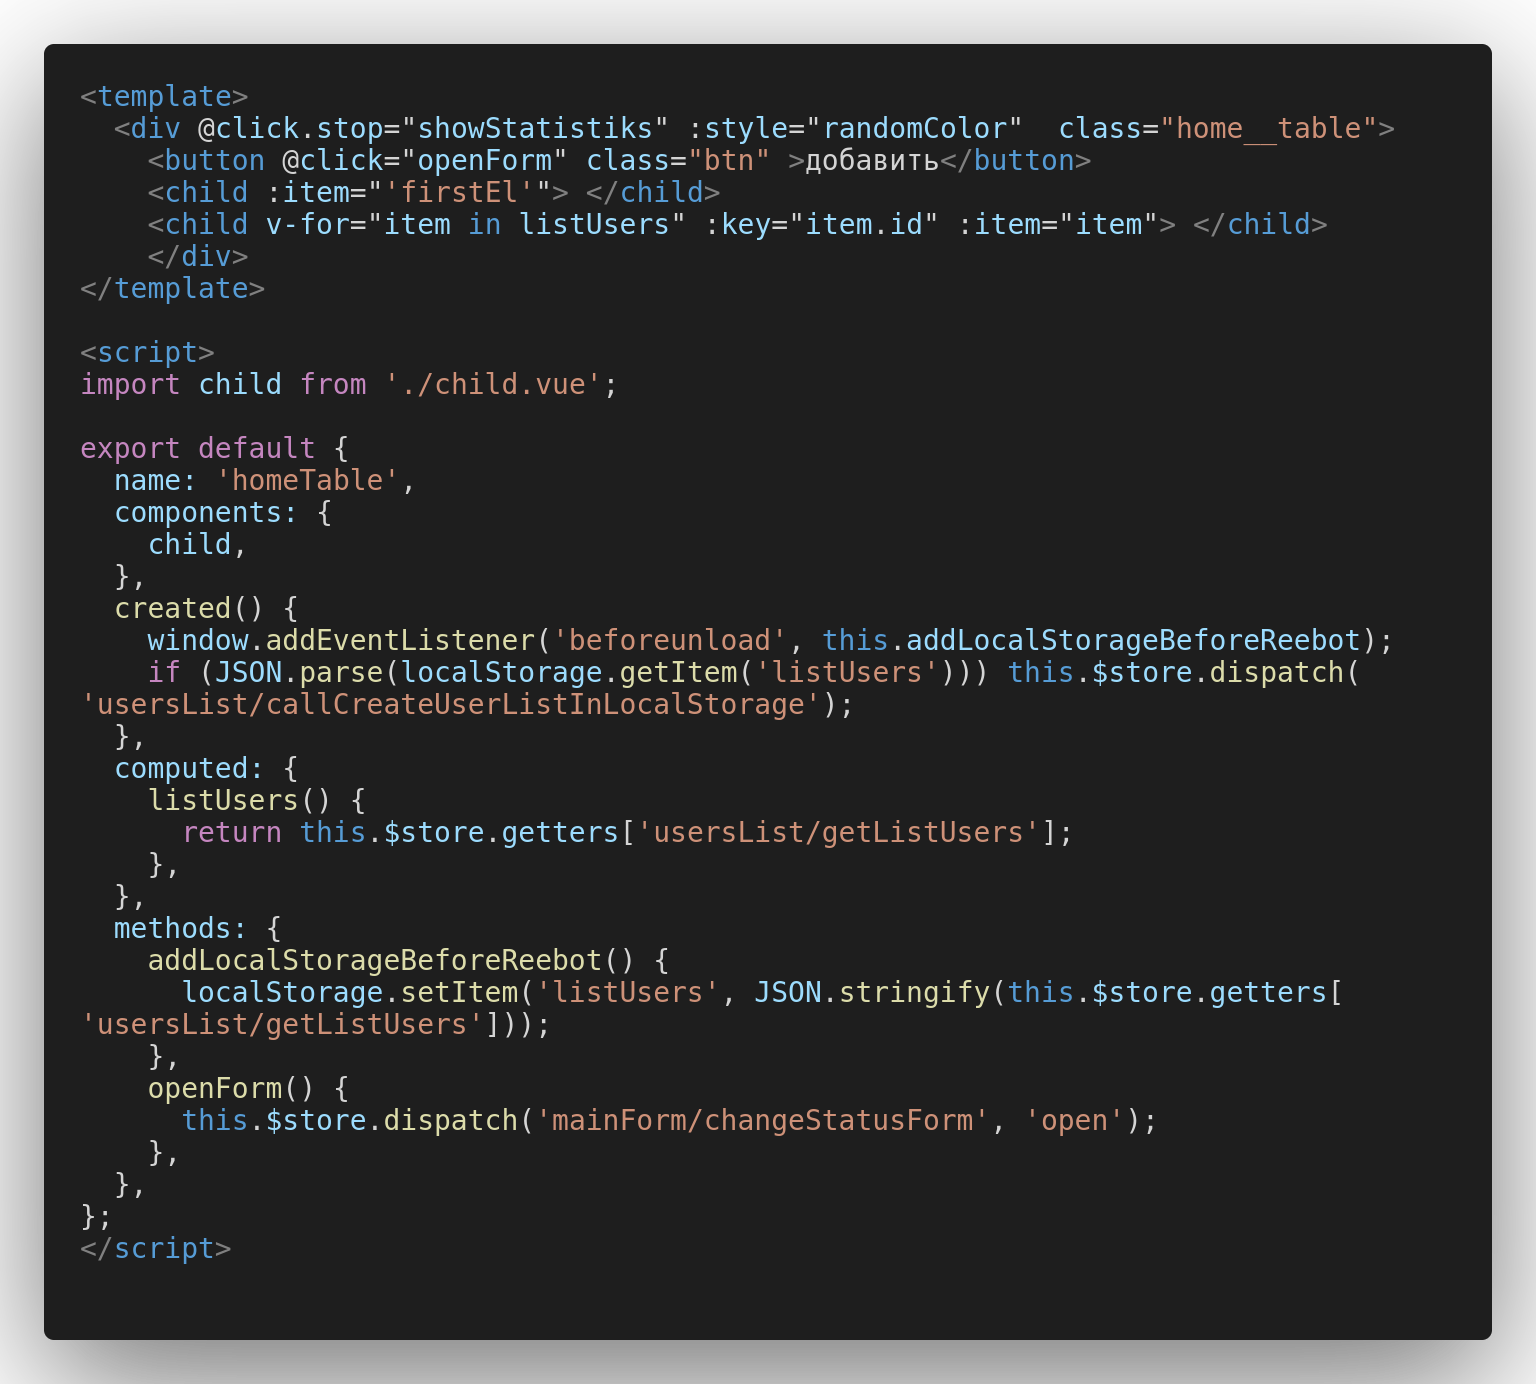 <template>
  <div @click.stop="showStatistiks" :style="randomColor"  class="home__table">
    <button @click="openForm" class="btn" >добавить</button>
    <child :item="'firstEl'"> </child>
    <child v-for="item in listUsers" :key="item.id" :item="item"> </child>
    </div>
</template>

<script>
import child from './child.vue';

export default {
  name: 'homeTable',
  components: {
    child,
  },
  created() {
    window.addEventListener('beforeunload', this.addLocalStorageBeforeReebot);
    if (JSON.parse(localStorage.getItem('listUsers'))) this.$store.dispatch(
'usersList/callCreateUserListInLocalStorage');
  },
  computed: {
    listUsers() {
      return this.$store.getters['usersList/getListUsers'];
    },
  },
  methods: {
    addLocalStorageBeforeReebot() {
      localStorage.setItem('listUsers', JSON.stringify(this.$store.getters[
'usersList/getListUsers']));
    },
    openForm() {
      this.$store.dispatch('mainForm/changeStatusForm', 'open');
    },
  },
};
</script>